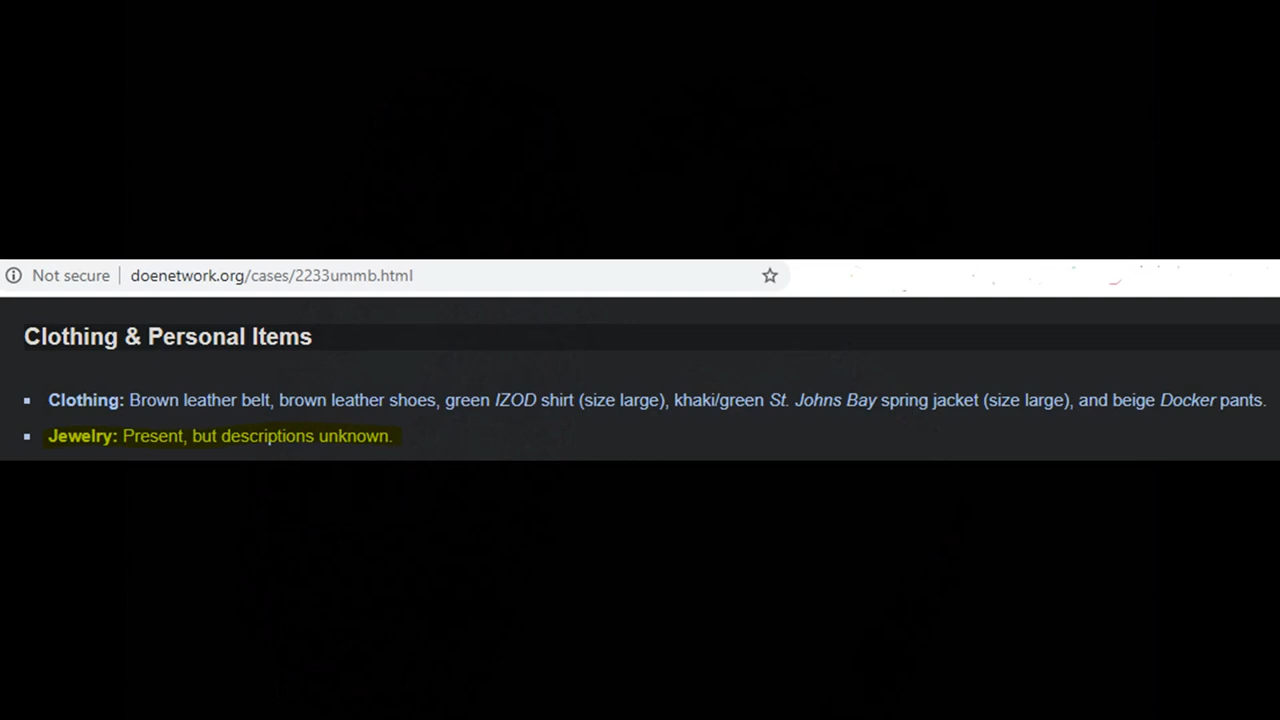 Not secure doenetwork.org/cases/2233ummb.html
Clothing & Personal Items
Clothing: Brown leather belt, brown leather shoes, green IZOD shirt (size large), khaki/green St. Johns Bay spring jacket (size large), and beige Docker pants.
Jewelry: Present, but descriptions unknown.